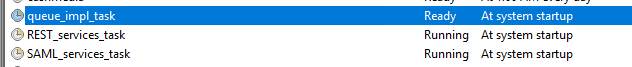 queue_impl_task Ready At system startup
REST_services_task Running At system startup
SAML_services_task Running At system startup